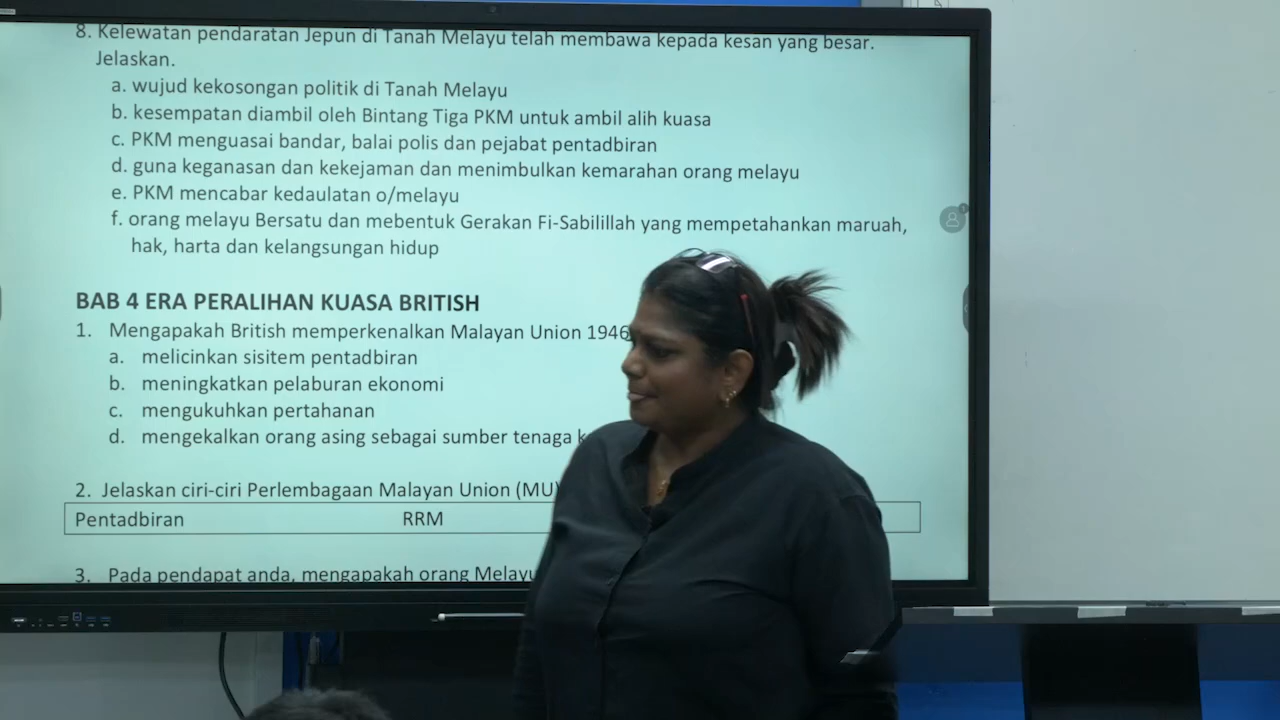 8. Kelewatan pendaratan Jepun di Tanah Melayu telah membawa kepada kesan yang besar.
Jelaskan.
a. wujud kekosongan politik di Tanah Melayu
b. kesempatan diambil oleh Bintang Tiga PKM untuk ambil alih kuasa
c. PKM menguasai bandar, balai polis dan pejabat pentadbiran
d. guna keganasan dan kekejaman dan menimbulkan kemarahan orang melayu
e. PKM mencabar kedaulatan o/melayu
f. orang melayu Bersatu dan mebentuk Gerakan Fi-Sabilillah yang mempetahankan maruah,
hak, harta dan kelangsungan hidup
BAB 4 ERA PERALIHAN KUASA BRITISH
1. Mengapakah British memperkenalkan Malayan Union 1946
a. melicinkan sisitem pentadbiran
b. meningkatkan pelaburan ekonomi
c. mengukuhkan pertahanan
d. mengekalkan orang asing sebagai sumber tenaga
2. Jelaskan ciri-ciri Perlembagaan Malayan Union (MU)
Pentadbiran RRM
3. Pada pendapat anda, mengapakah orang Melayu